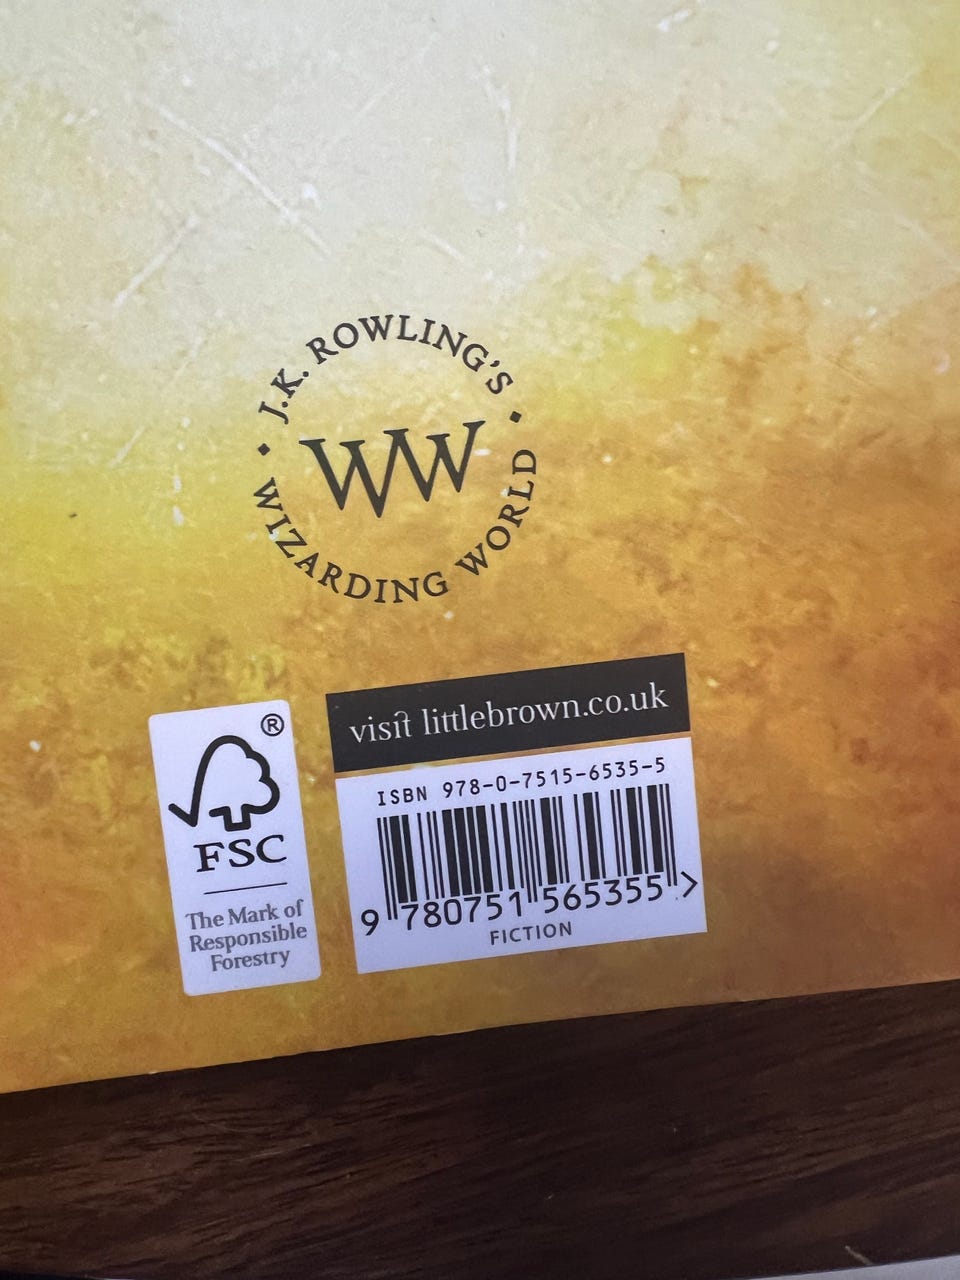 J.K. ROWLING'S
WW
WIZARDING WORLD
visit littlebrown.co.uk
ISBN 978-0-7515-6535-5
9 780751 565355 >
FICTION
®
FSC
The Mark of
Responsible
Forestry